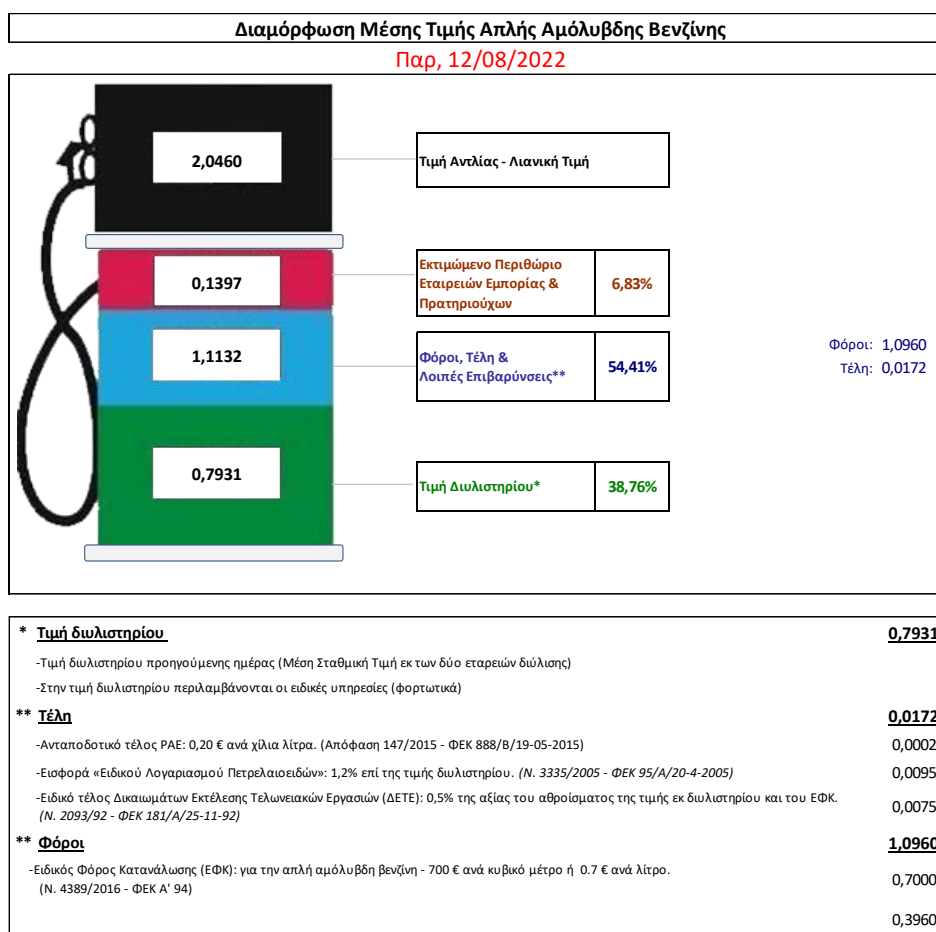 Διαμόρφωση Μέσης Τιμής Απλής Αμόλυβδης Βενζίνης
Παρ, 12/08/2022
2,0460
Τιμή Αντλίας - Λιανική Τιμή
0,1397
Εκτιμώμενο Περιθώριο
Εταιρειών Εμπορίας &
Πρατηριούχων
6,83%
1,1132
Φόροι, Τέλη &
Λοιπές Επιβαρύνσεις**
54,41%
Φόροι: 1,0960
Τέλη: 0,0172
0,7931
Τιμή Διυλιστηρίου*
38,76%
* Τιμή διυλιστηρίου 0,7931
-Τιμή διυλιστηρίου προηγούμενης ημέρας (Μέση Σταθμική Τιμή εκ των δύο εταρειών διύλισης)
-Στην τιμή διυλιστηρίου περιλαμβάνονται οι ειδικές υπηρεσίες (φορτωτικά)
** Τέλη 0,0172
-Ανταποδοτικό τέλος ΡΑΕ: 0,20 € ανά χίλια λίτρα. (Απόφαση 147/2015 - ΦΕΚ 888/Β/19-05-2015) 0,0002
-Εισφορά «Ειδικού Λογαριασμού Πετρελαιοειδών»: 1,2% επί της τιμής διυλιστηρίου. (Ν. 3335/2005 - ΦΕΚ 95/Α/20-4-2005) 0,0095
-Ειδικό τέλος Δικαιωμάτων Εκτέλεσης Τελωνειακών Εργασιών (ΔΕΤΕ): 0,5% της αξίας του αθροίσματος της τιμής εκ διυλιστηρίου και του ΕΦΚ. 0,0075
(Ν. 2093/92 - ΦΕΚ 181/Α/25-11-92)
** Φόροι 1,0960
-Ειδικός Φόρος Κατανάλωσης (ΕΦΚ): για την απλή αμόλυβδη βενζίνη - 700 € ανά κυβικό μέτρο ή 0.7 € ανά λίτρο. 0,7000
(Ν. 4389/2016 - ΦΕΚ Α' 94)
0,3960